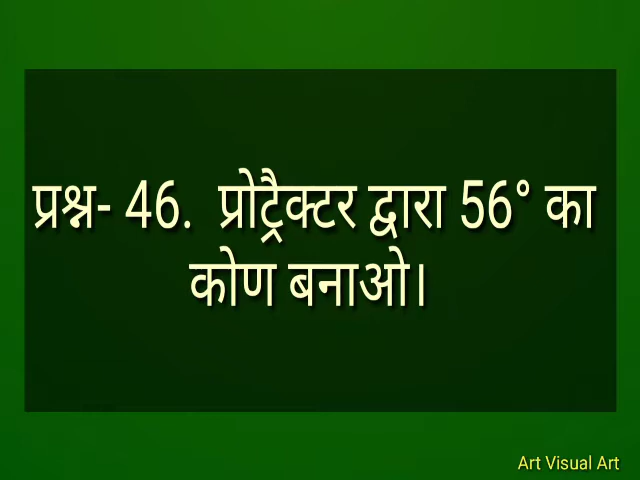 प्रश्न- 46. प्रोट्रैक्टर द्वारा 56° का
कोण बनाओ।
Art Visual Art